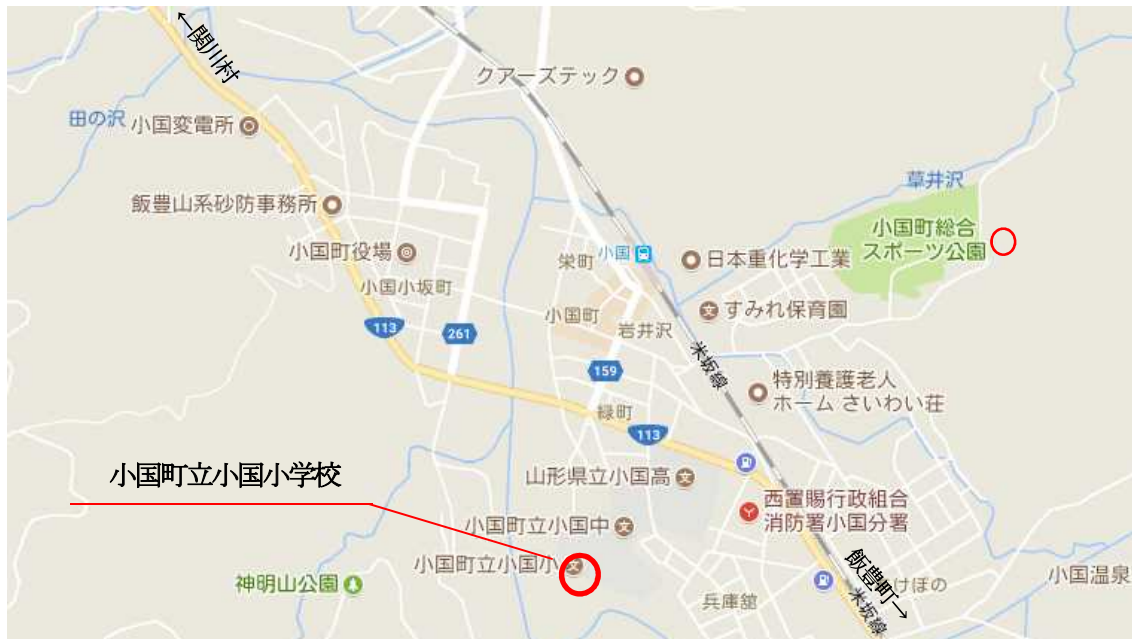 ←関川村
クアーズテック
田の沢
小国変電所
草井沢
飯豊山系砂防事務所
小国町総合
スポーツ公園
小国町役場
栄町
小国
日本重化学工業
小国小坂町
小国町
すみれ保育園
113
261
岩井沢
米坂線
159
特別養護老人
ホーム さいわい荘
緑町
113
小国町立小国小学校
山形県立小国高
西置賜行政組合
消防署小国分署
小国町立小国中
小国町立小国小
飯豊町→
神明山公園
けぼの
小国温泉
兵庫舘
米坂線